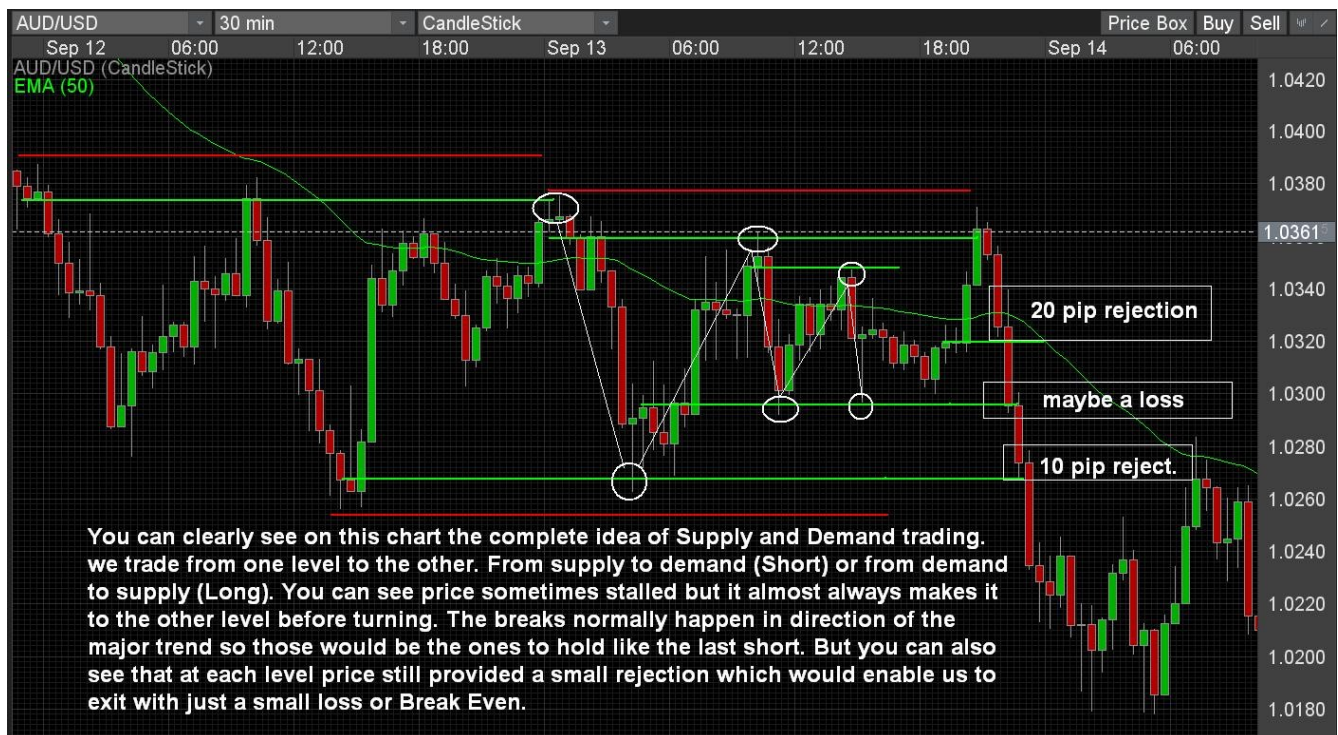 AUD/USD 30 min CandleStick Price Box Buy Sell
Sep 12 06:00 12:00 18:00 Sep 13 06:00 12:00 18:00 Sep 14 06:00
AUD/USD (CandleStick)
EMA (50)
1.0420
1.0400
1.0380
1.03615
1.0340
20 pip rejection
1.0320
1.0300
maybe a loss
1.0280
10 pip reject.
1.0260
You can clearly see on this chart the complete idea of Supply and Demand trading.
we trade from one level to the other. From supply to demand (Short) or from demand
to supply (Long). You can see price sometimes stalled but it almost always makes it
to the other level before turning. The breaks normally happen in direction of the
major trend so those would be the ones to hold like the last short. But you can also
see that at each level price still provided a small rejection which would enable us to
exit with just a small loss or Break Even.
1.0240
1.0220
1.0200
1.0180